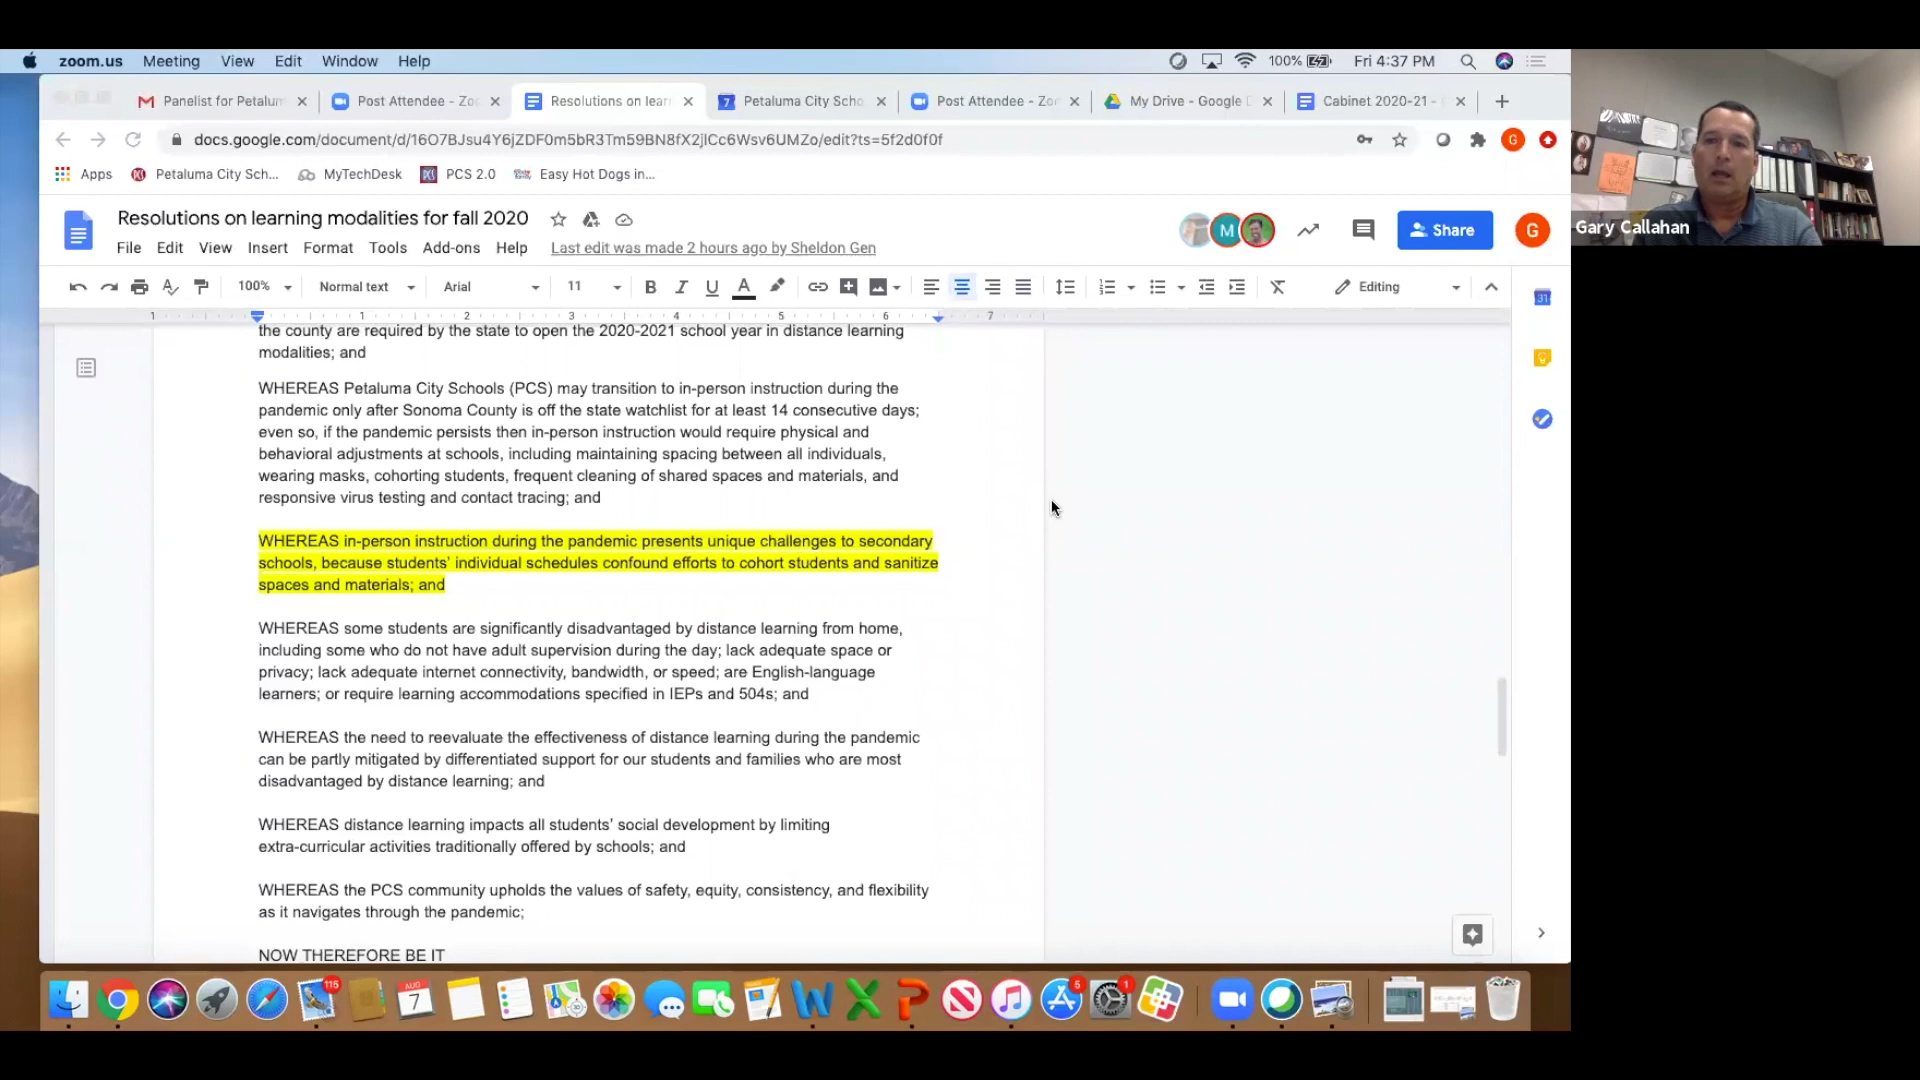 zoom.us Meeting View Edit Window Help 100% Fri 4:37 PM
Panelist for Petalum Post Attendee - Zo Resolutions on lear 7 Petaluma City Scho Post Attendee - Zo My Drive - Google Cabinet 2020-21 -
docs.google.com/document/d/16O7BJsu4Y6jZDF0m5bR3Tm59BN8fX2jlCc6Wsv6UMZo/edit?ts=5f2d0f0f G
Apps Petaluma City Sch... MyTechDesk PCS PCS 2.0 Easy Hot Dogs in...
Gary Callahan
Resolutions on learning modalities for fall 2020
M Share G
File Edit View Insert Format Tools Add-ons Help Last edit was made 2 hours ago by Sheldon Gen
100% Normal text Arial 11 B I U A Editing
1 1 2 3 4 5 6 7
31
the county are required by the state to open the 2020-2021 school year in distance learning
modalities; and
WHEREAS Petaluma City Schools (PCS) may transition to in-person instruction during the
pandemic only after Sonoma County is off the state watchlist for at least 14 consecutive days;
even so, if the pandemic persists then in-person instruction would require physical and
behavioral adjustments at schools, including maintaining spacing between all individuals,
wearing masks, cohorting students, frequent cleaning of shared spaces and materials, and
responsive virus testing and contact tracing; and
WHEREAS in-person instruction during the pandemic presents unique challenges to secondary
schools, because students' individual schedules confound efforts to cohort students and sanitize
spaces and materials; and
WHEREAS some students are significantly disadvantaged by distance learning from home,
including some who do not have adult supervision during the day; lack adequate space or
privacy; lack adequate internet connectivity, bandwidth, or speed; are English-language
learners; or require learning accommodations specified in IEPs and 504s; and
WHEREAS the need to reevaluate the effectiveness of distance learning during the pandemic
can be partly mitigated by differentiated support for our students and families who are most
disadvantaged by distance learning; and
WHEREAS distance learning impacts all students' social development by limiting
extra-curricular activities traditionally offered by schools; and
WHEREAS the PCS community upholds the values of safety, equity, consistency, and flexibility
as it navigates through the pandemic;
NOW THEREFORE BE IT
115 AUG 7 W X P 5 1